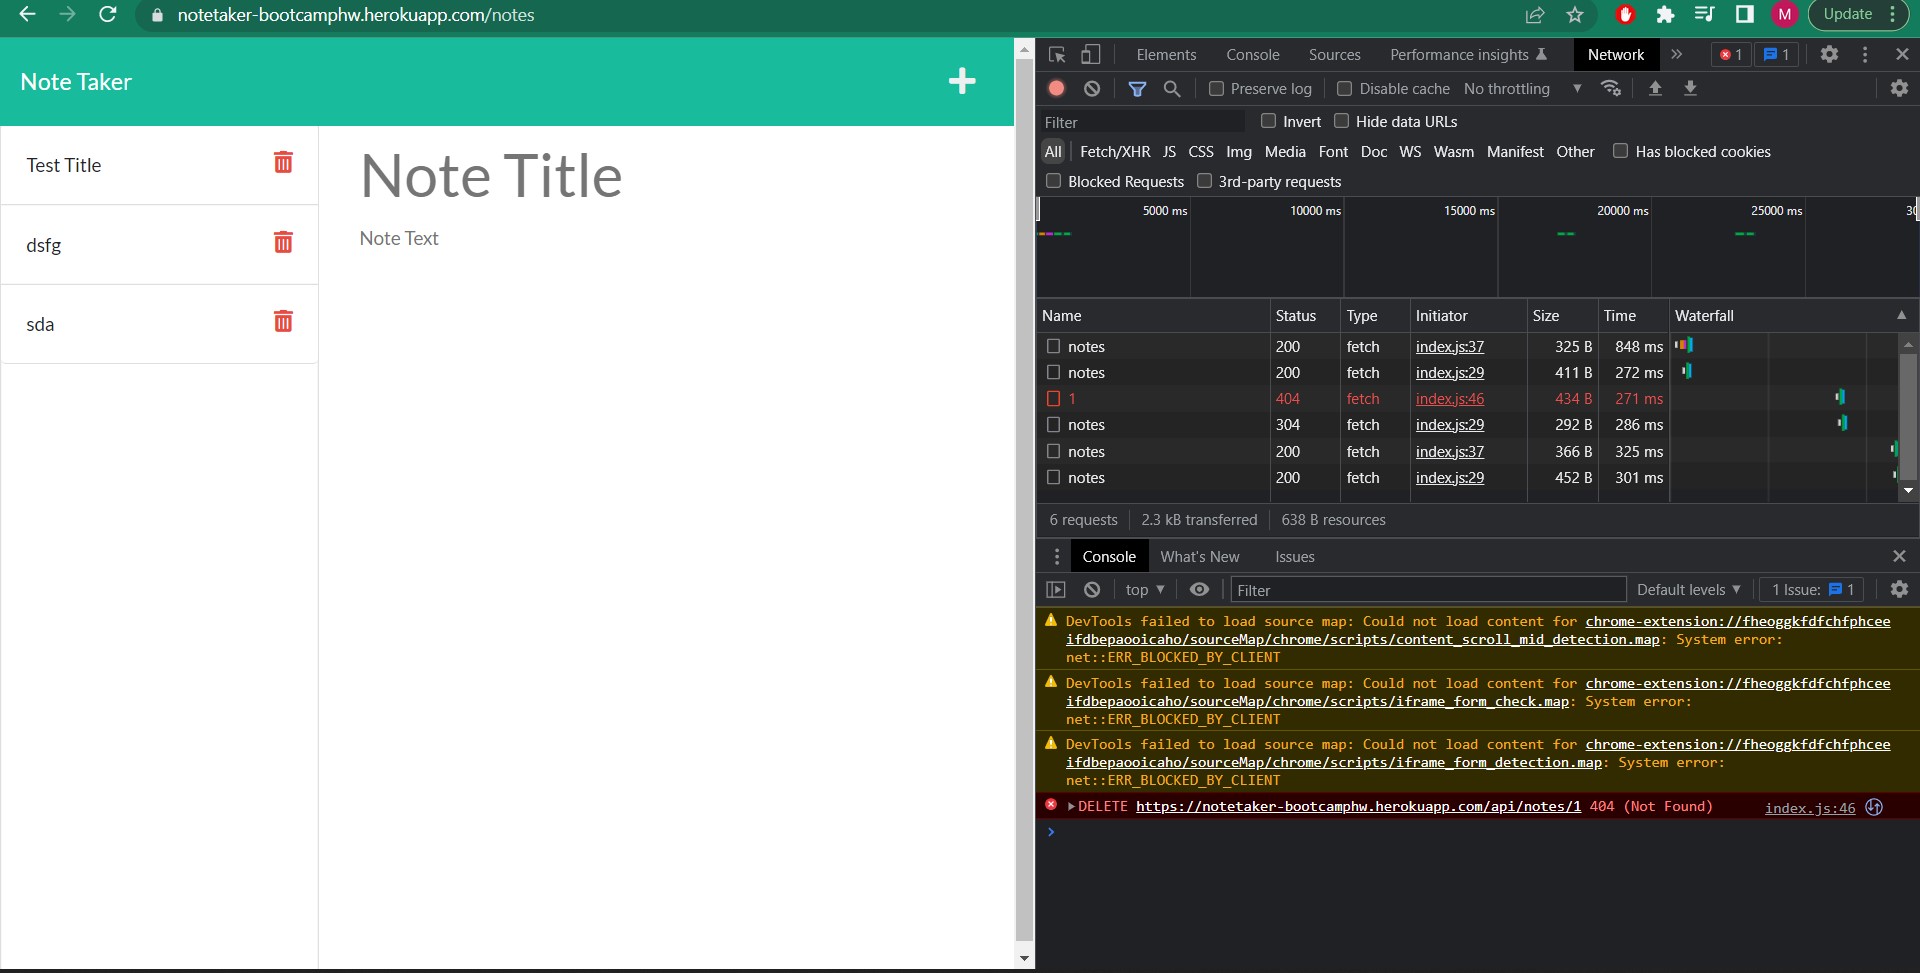 notetaker-bootcamphw.herokuapp.com/notes
M
Update
Note Taker
Test Title
dsfg
sda
Note Title
Note Text
Elements Console Sources Performance insights Network » 1 1
Preserve log Disable cache No throttling
Filter Invert Hide data URLs
All Fetch/XHR JS CSS Img Media Font Doc WS Wasm Manifest Other Has blocked cookies
Blocked Requests 3rd-party requests
5000 ms 10000 ms 15000 ms 20000 ms 25000 ms 30
Name Status Type Initiator Size Time Waterfall
notes 200 fetch index.js:37 325 B 848 ms
notes 200 fetch index.js:29 411 B 272 ms
1 404 fetch index.js:46 434 B 271 ms
notes 304 fetch index.js:29 292 B 286 ms
notes 200 fetch index.js:37 366 B 325 ms
notes 200 fetch index.js:29 452 B 301 ms
6 requests 2.3 kB transferred 638 B resources
Console What's New Issues
top Filter Default levels 1 Issue: 1
DevTools failed to load source map: Could not load content for chrome-extension://fheoggkfdfchfphcee
ifdbepaooicaho/sourceMap/chrome/scripts/content_scroll_mid_detection.map: System error:
net::ERR_BLOCKED_BY_CLIENT
DevTools failed to load source map: Could not load content for chrome-extension://fheoggkfdfchfphcee
ifdbepaooicaho/sourceMap/chrome/scripts/iframe_form_check.map: System error:
net::ERR_BLOCKED_BY_CLIENT
DevTools failed to load source map: Could not load content for chrome-extension://fheoggkfdfchfphcee
ifdbepaooicaho/sourceMap/chrome/scripts/iframe_form_detection.map: System error:
net::ERR_BLOCKED_BY_CLIENT
DELETE https://notetaker-bootcamphw.herokuapp.com/api/notes/1 404 (Not Found) index.js:46